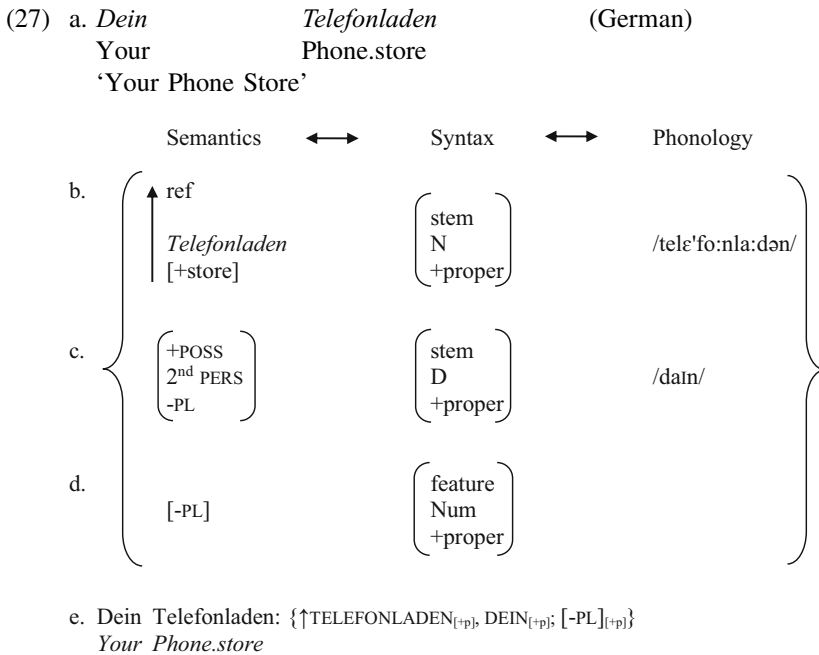 (27) a. Dein Telefonladen (German)
Your Phone.store
‘Your Phone Store’
Semantics ↔ Syntax ↔ Phonology
b. ref
Telefonladen
[+store]
stem
N
+proper
/telɛ'fo:nla:dən/
c. +POSS
2nd PERS
-PL
stem
D
+proper
/daɪn/
d. [-PL]
feature
Num
+proper
e. Dein Telefonladen: {↑TELEFONLADEN[+p], DEIN[+p]; [-PL][+p]}
Your Phone.store